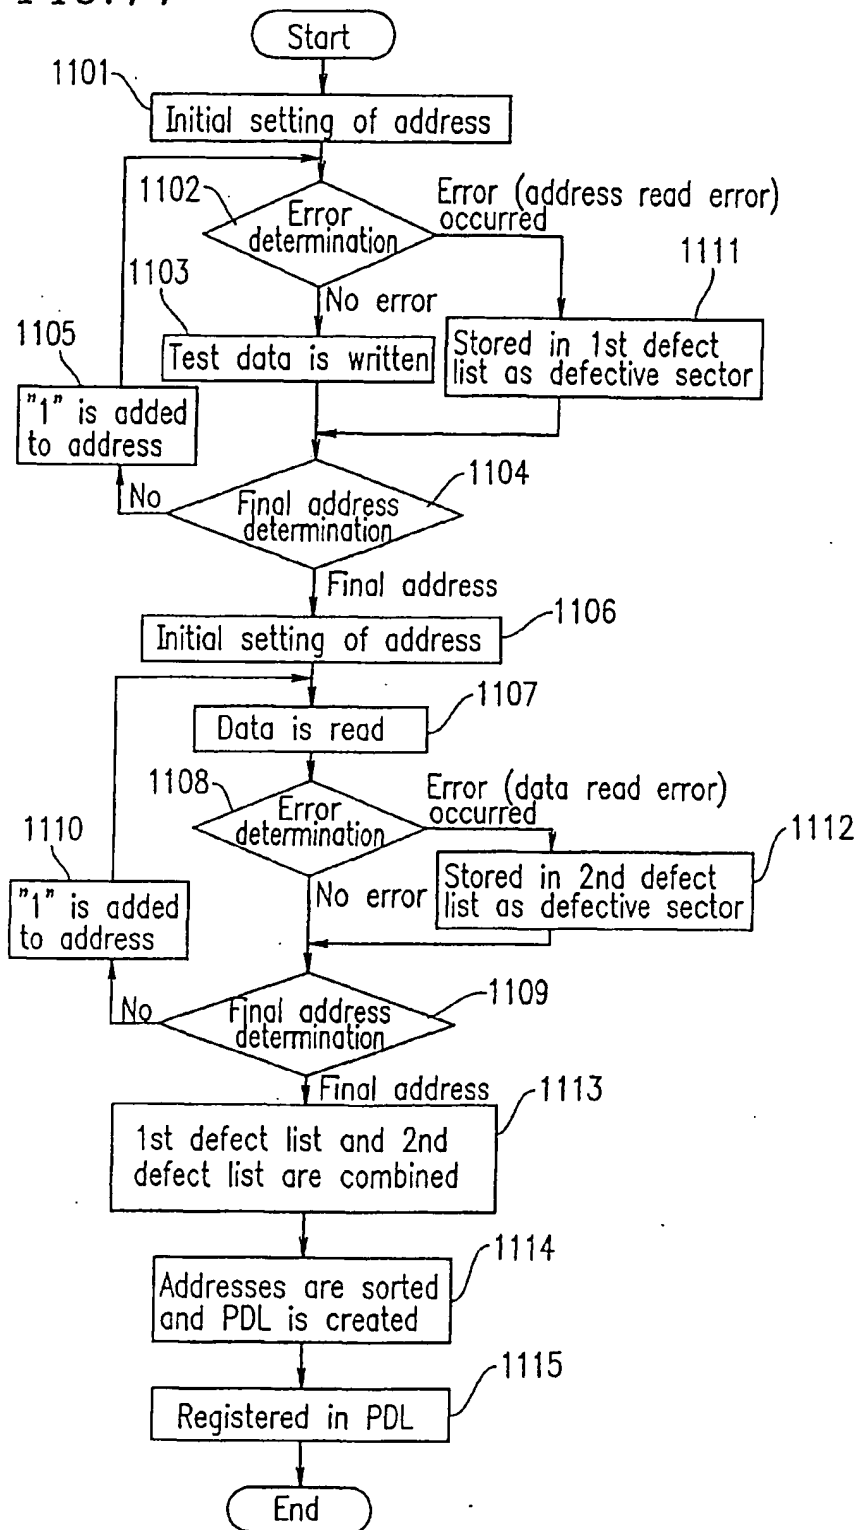 Start
1101
Initial setting of address
1102
Error
determination
Error (address read error)
occurred
1111
1103
No error
Test data is written
Stored in 1st defect
list as defective sector
1105
"1" is added
to address
No
1104
Final address
determination
Final address
1106
Initial setting of address
1107
Data is read
1108
Error
determination
Error (data read error)
occurred
1112
1110
No error
Stored in 2nd defect
list as defective sector
"1" is added
to address
No
1109
Final address
determination
Final address
1113
1st defect list and 2nd
defect list are combined
1114
Addresses are sorted
and PDL is created
1115
Registered in PDL
End